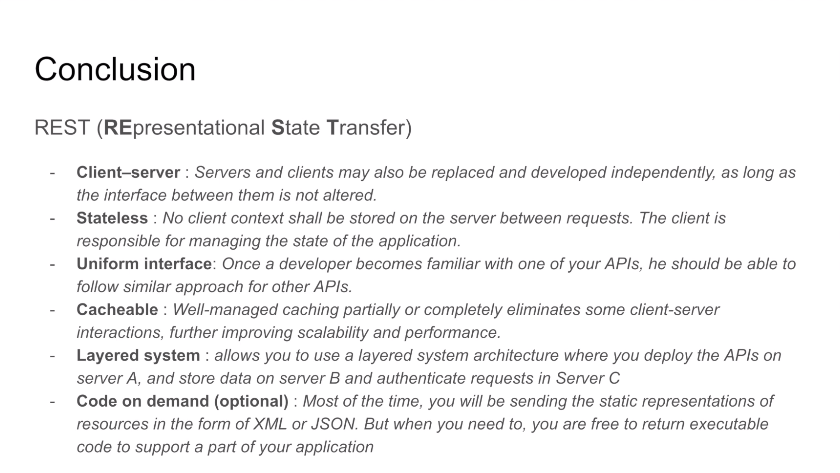 Conclusion
REST (REpresentational State Transfer)
- Client–server : Servers and clients may also be replaced and developed independently, as long as
the interface between them is not altered.
- Stateless : No client context shall be stored on the server between requests. The client is
responsible for managing the state of the application.
- Uniform interface: Once a developer becomes familiar with one of your APIs, he should be able to
follow similar approach for other APIs.
- Cacheable : Well-managed caching partially or completely eliminates some client-server
interactions, further improving scalability and performance.
- Layered system : allows you to use a layered system architecture where you deploy the APIs on
server A, and store data on server B and authenticate requests in Server C
- Code on demand (optional) : Most of the time, you will be sending the static representations of
resources in the form of XML or JSON. But when you need to, you are free to return executable
code to support a part of your application